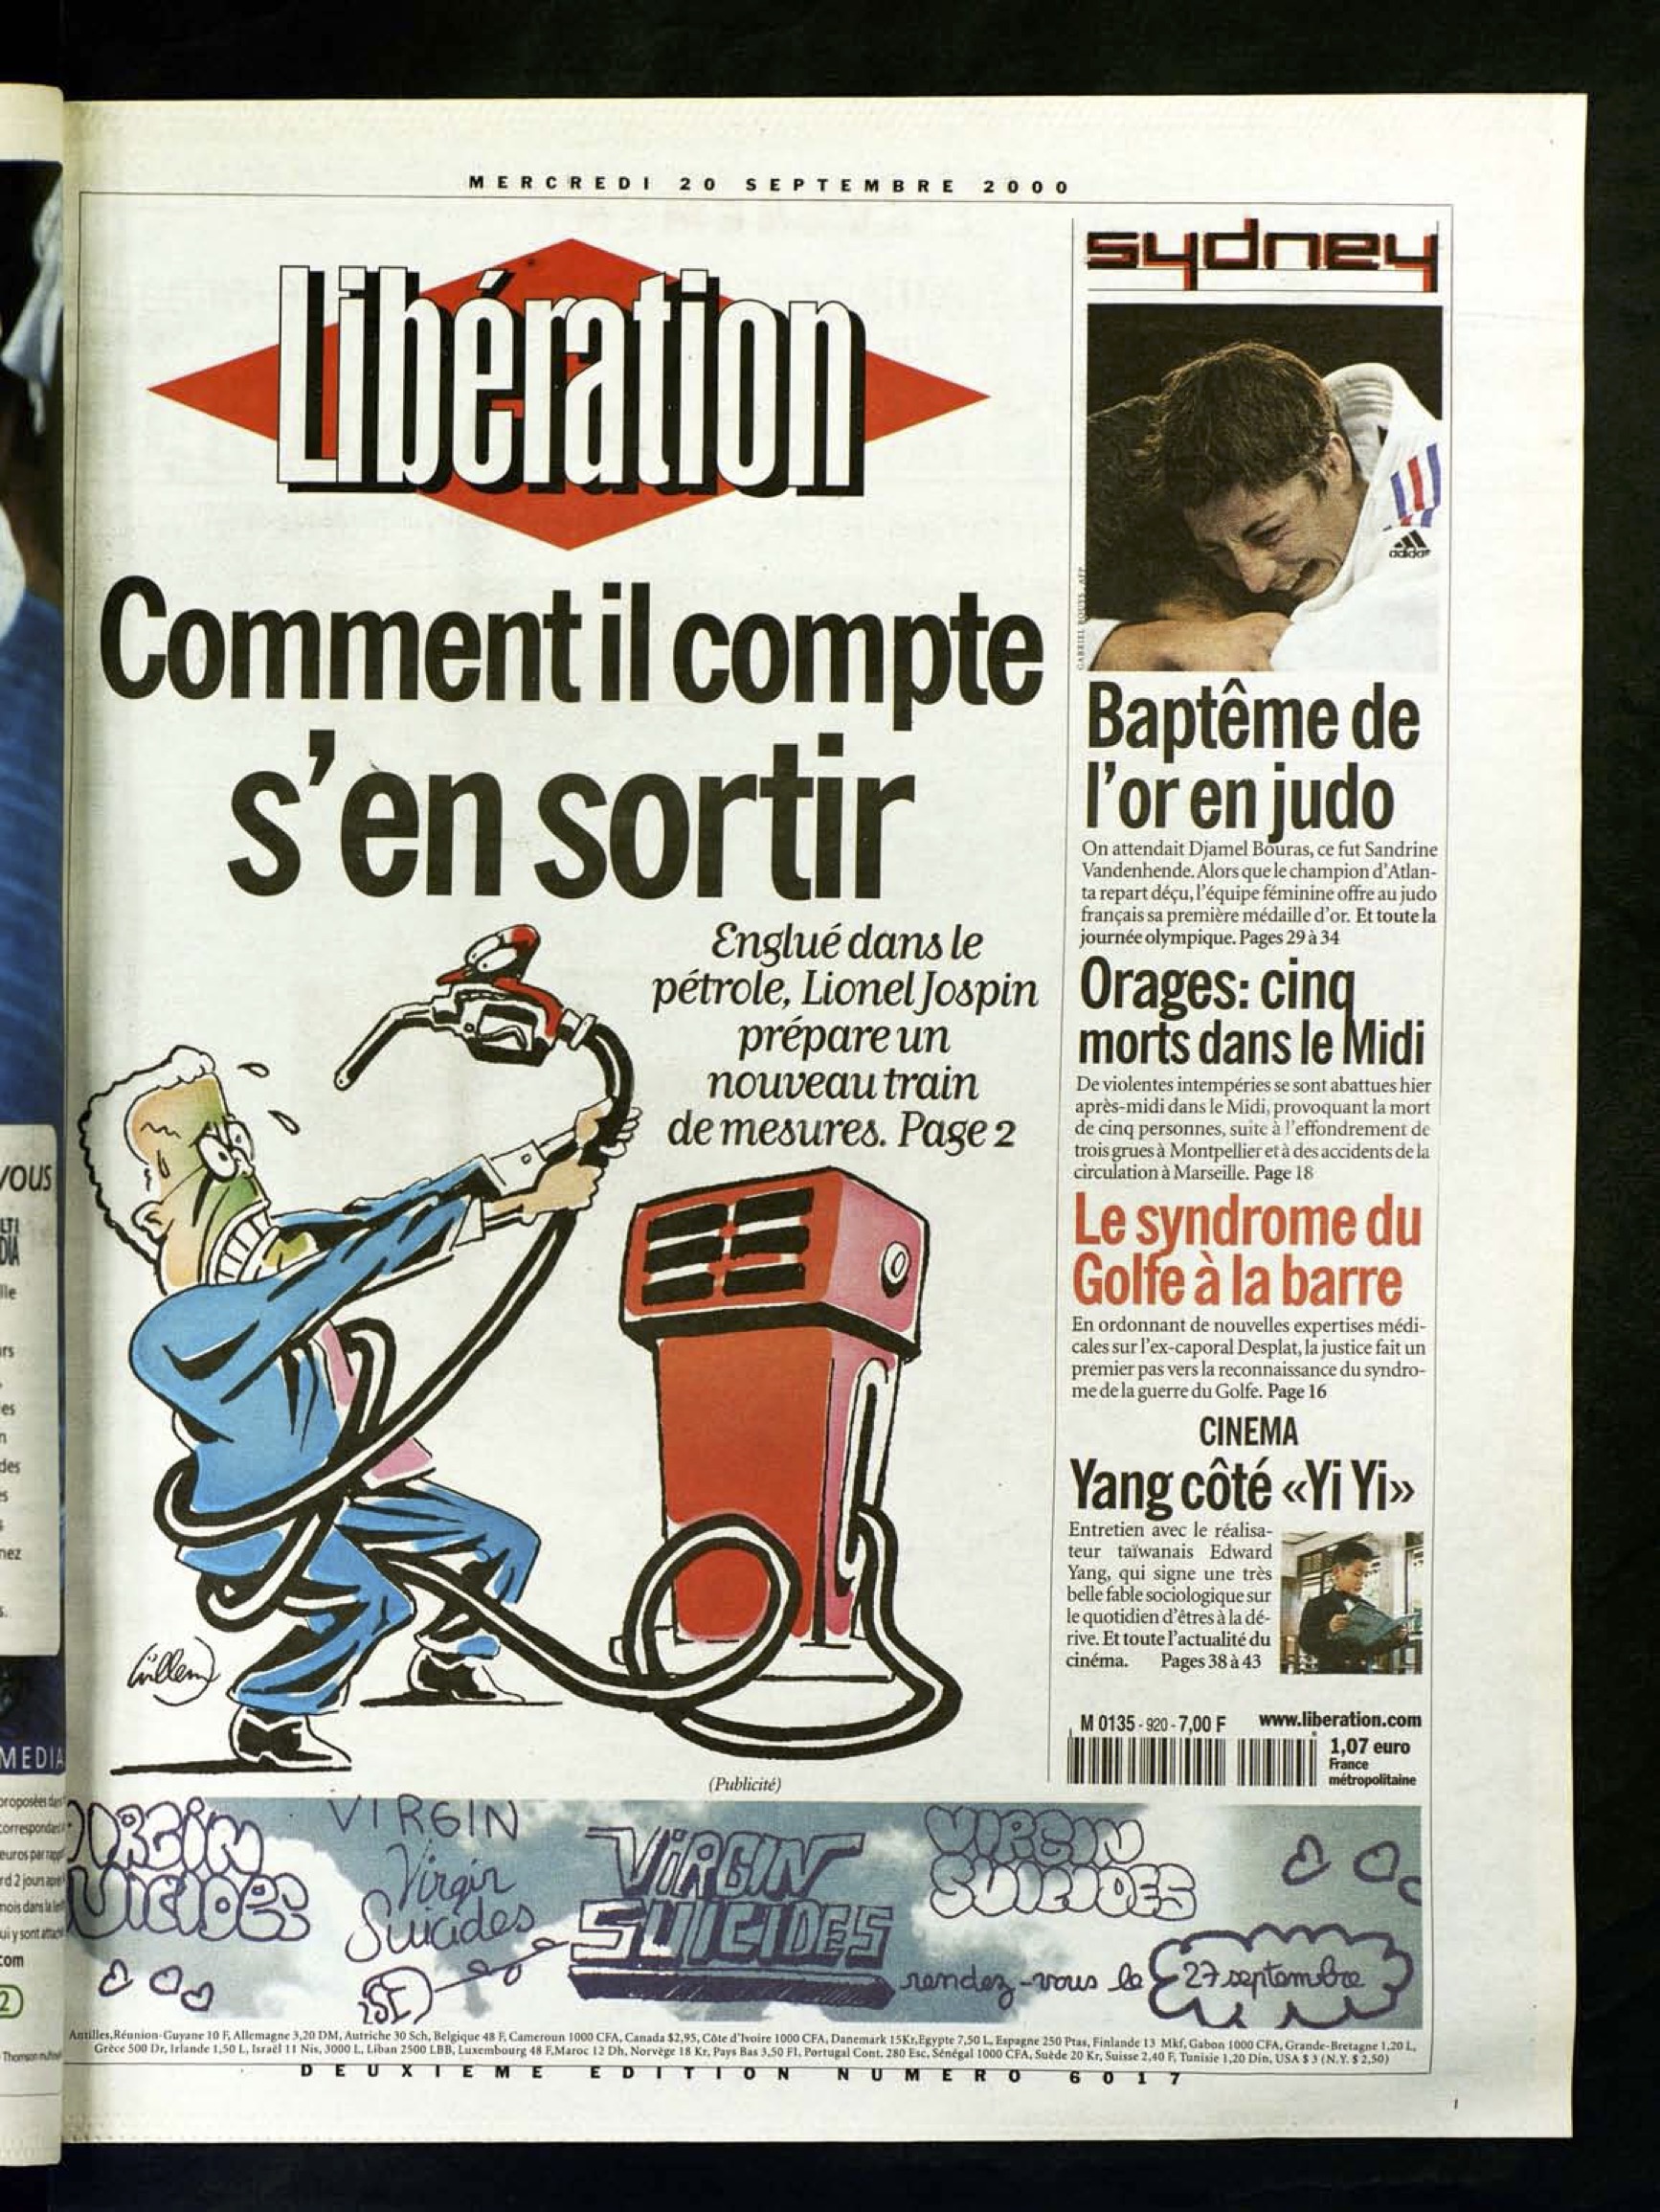 MERCREDI 20 SEPTEMBRE 2000
Libération
Comment il compte
s'en sortir
Englué dans le
pétrole, Lionel Jospin
prépare un
nouveau train
de mesures. Page 2
Willem
sydney
adidas
GABRIEL BOUYS. AFP
Baptême de
l'or en judo
On attendait Djamel Bouras, ce fut Sandrine
Vandenhende. Alors que le champion d'Atlan-
ta repart déçu, l'équipe féminine offre au judo
français sa première médaille d'or. Et toute la
journée olympique. Pages 29 à 34
Orages: cinq
morts dans le Midi
De violentes intempéries se sont abattues hier
après-midi dans le Midi, provoquant la mort
de cinq personnes, suite à l'effondrement de
trois grues à Montpellier et à des accidents de la
circulation à Marseille. Page 18
Le syndrome du
Golfe à la barre
En ordonnant de nouvelles expertises médi-
cales sur l'ex-caporal Desplat, la justice fait un
premier pas vers la reconnaissance du syndro-
me de la guerre du Golfe. Page 16
CINEMA
Yang côté «Yi Yi»
Entretien avec le réalisa-
teur taïwanais Edward
Yang, qui signe une très
belle fable sociologique sur
le quotidien d'êtres à la dé-
rive. Et toute l'actualité du
cinéma. Pages 38 à 43
M 0135 - 920 - 7,00 F www.liberation.com
1,07 euro
France
métropolitaine
(Publicité)
VIRGIN
Virgin
Suicides
VIRGIN
SUICIDES
VIRGIN
SUICIDES
rendez-vous le 27 septembre
Antilles,Réunion-Guyane 10 F, Allemagne 3,20 DM, Autriche 30 Sch, Belgique 48 F, Cameroun 1000 CFA, Canada $2,95, Côte d'Ivoire 1000 CFA, Danemark 15Kr,Egypte 7,50 L, Espagne 250 Ptas, Finlande 13 Mkf, Gabon 1000 CFA, Grande-Bretagne 1,20 L,
Grèce 500 Dr, Irlande 1,50 L, Israël 11 Nis, 3000 L, Liban 2500 LBB, Luxembourg 48 F,Maroc 12 Dh, Norvège 18 Kr, Pays Bas 3,50 Fl, Portugal Cont. 280 Esc, Sénégal 1000 CFA, Suède 20 Kr, Suisse 2,40 F, Tunisie 1,20 Din, USA $ 3 (N.Y. $ 2,50)
DEUXIEME EDITION NUMERO 6017
1